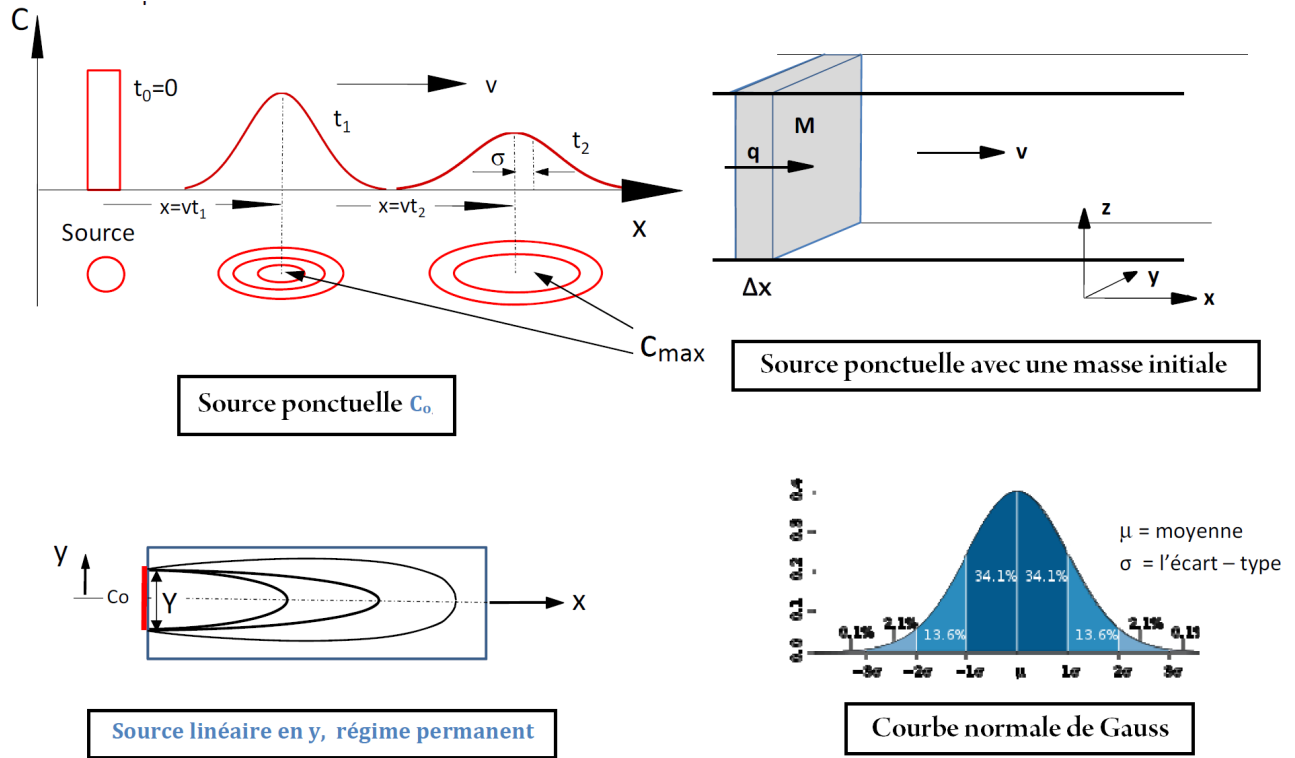 C
t₀=0
t₁
v
σ
t₂
x=vt₁
x=vt₂
x
Source
Cmax
Source ponctuelle Co.
M
q
v
z
y
x
Δx
Source ponctuelle avec une masse initiale
y
Co
Y
x
Source linéaire en y, régime permanent
0.4
0.3
0.2
0.1
0.0
34.1% 34.1%
0.1% 2.1% 13.6% 13.6% 2.1% 0.1%
−3σ −2σ −1σ μ 1σ 2σ 3σ
μ = moyenne
σ = l'écart – type
Courbe normale de Gauss